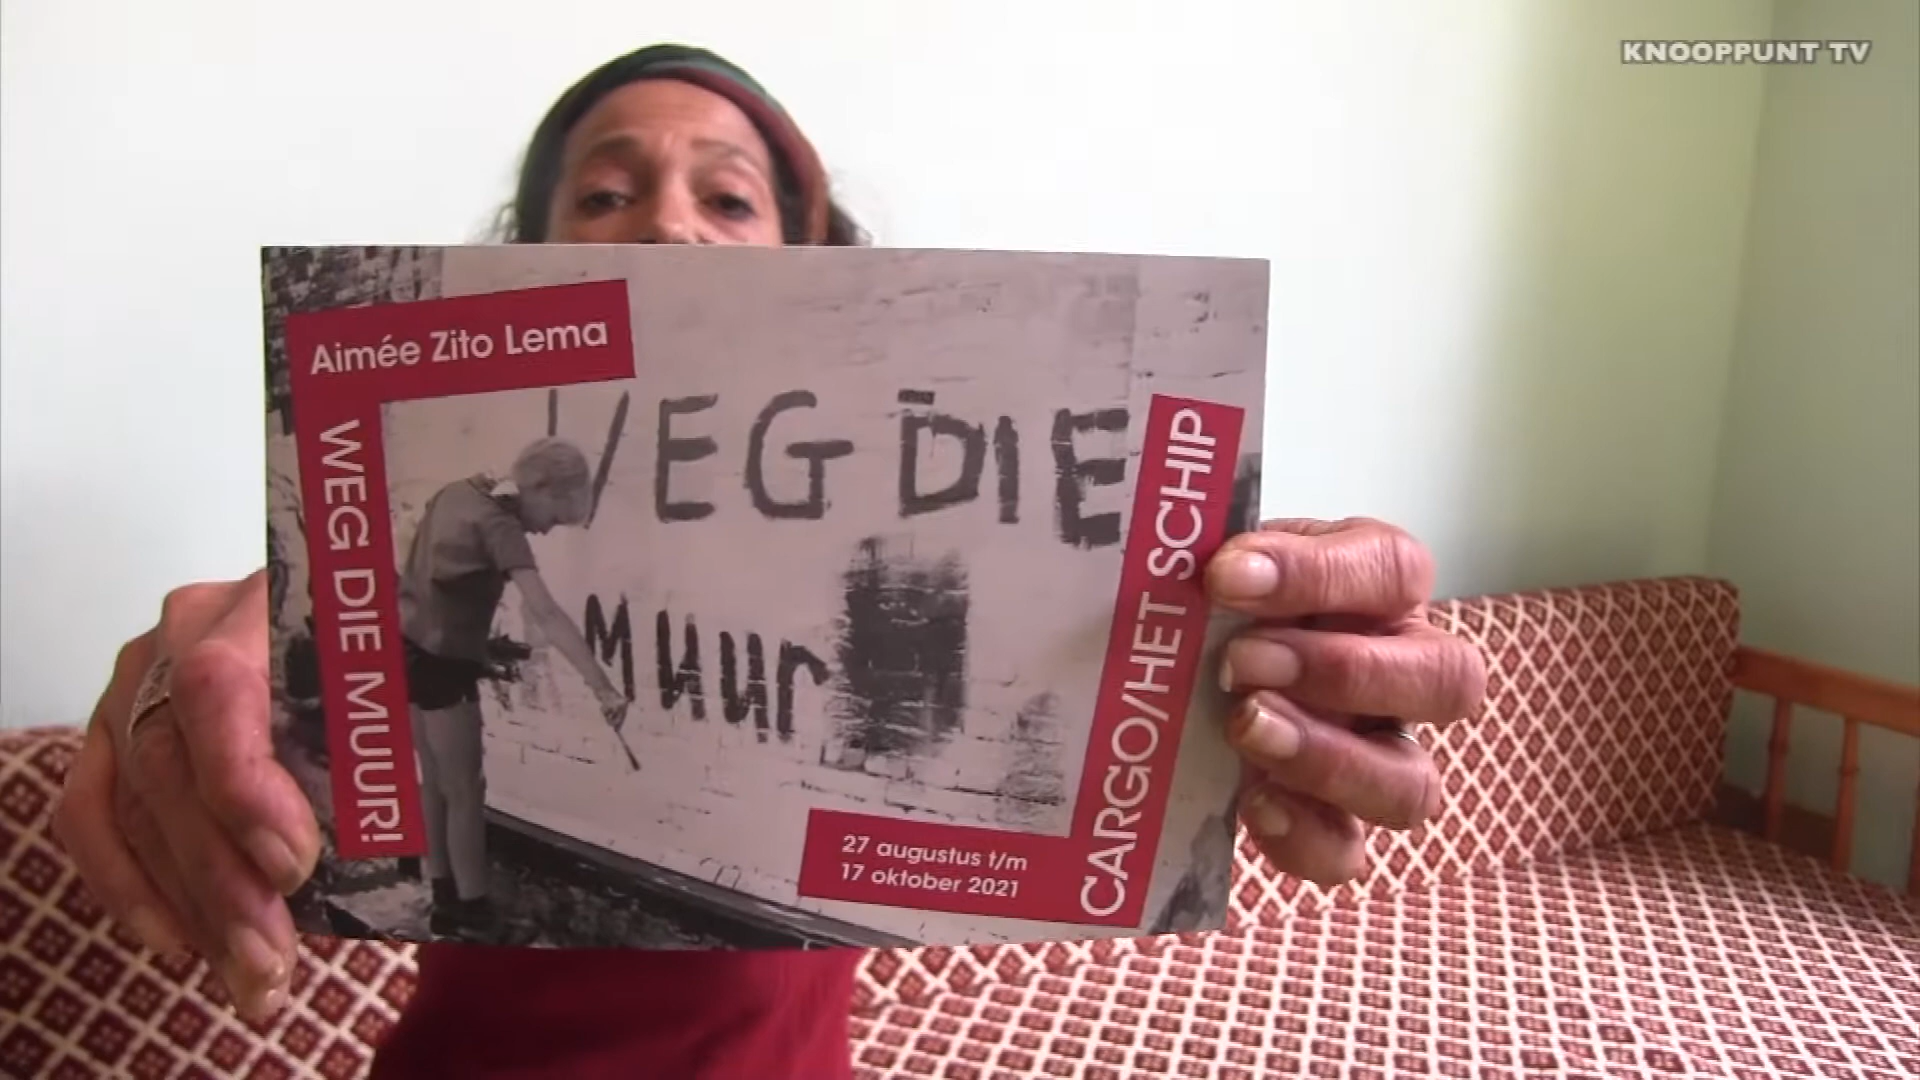 KNOOPPUNT TV
Aimée Zito Lema
WEG DIE MUUR!
VEG DIE
Muur
CARGO/HET SCHIP
27 augustus t/m
17 oktober 2021